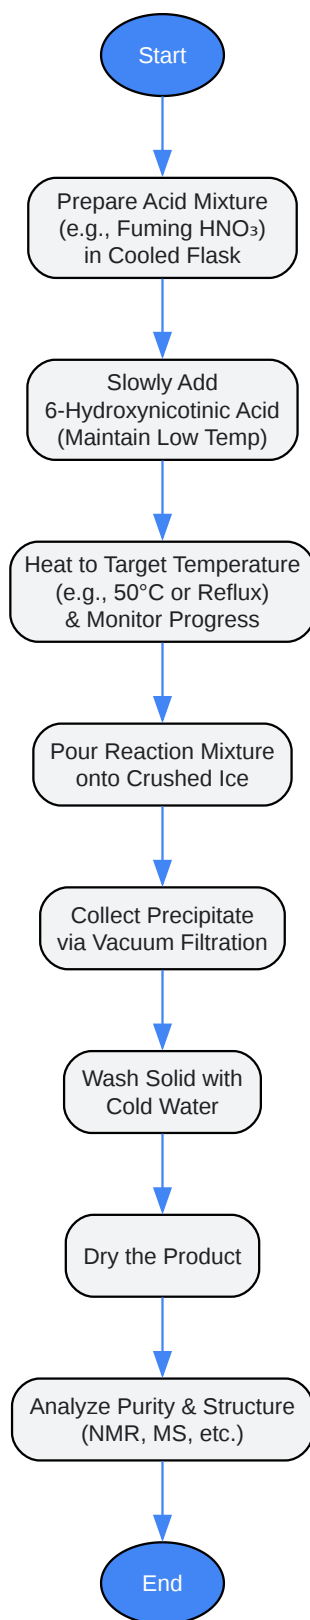 Start
Prepare Acid Mixture
(e.g., Fuming HNO₃)
in Cooled Flask
Slowly Add
6-Hydroxynicotinic Acid
(Maintain Low Temp)
Heat to Target Temperature
(e.g., 50°C or Reflux)
& Monitor Progress
Pour Reaction Mixture
onto Crushed Ice
Collect Precipitate
via Vacuum Filtration
Wash Solid with
Cold Water
Dry the Product
Analyze Purity & Structure
(NMR, MS, etc.)
End